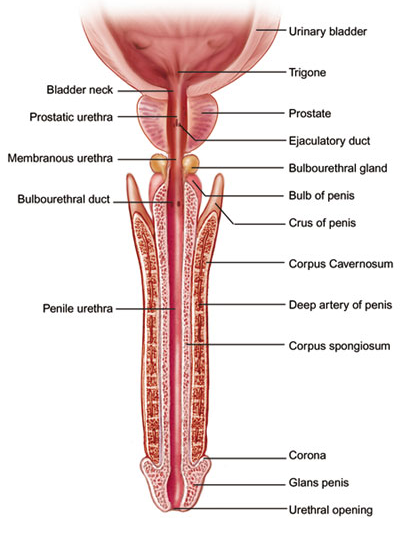 Urinary bladder
Trigone
Bladder neck
Prostate
Prostatic urethra
Ejaculatory duct
Membranous urethra
Bulbourethral gland
Bulb of penis
Bulbourethral duct
Crus of penis
Corpus Cavernosum
Deep artery of penis
Penile urethra
Corpus spongiosum
Corona
Glans penis
Urethral opening